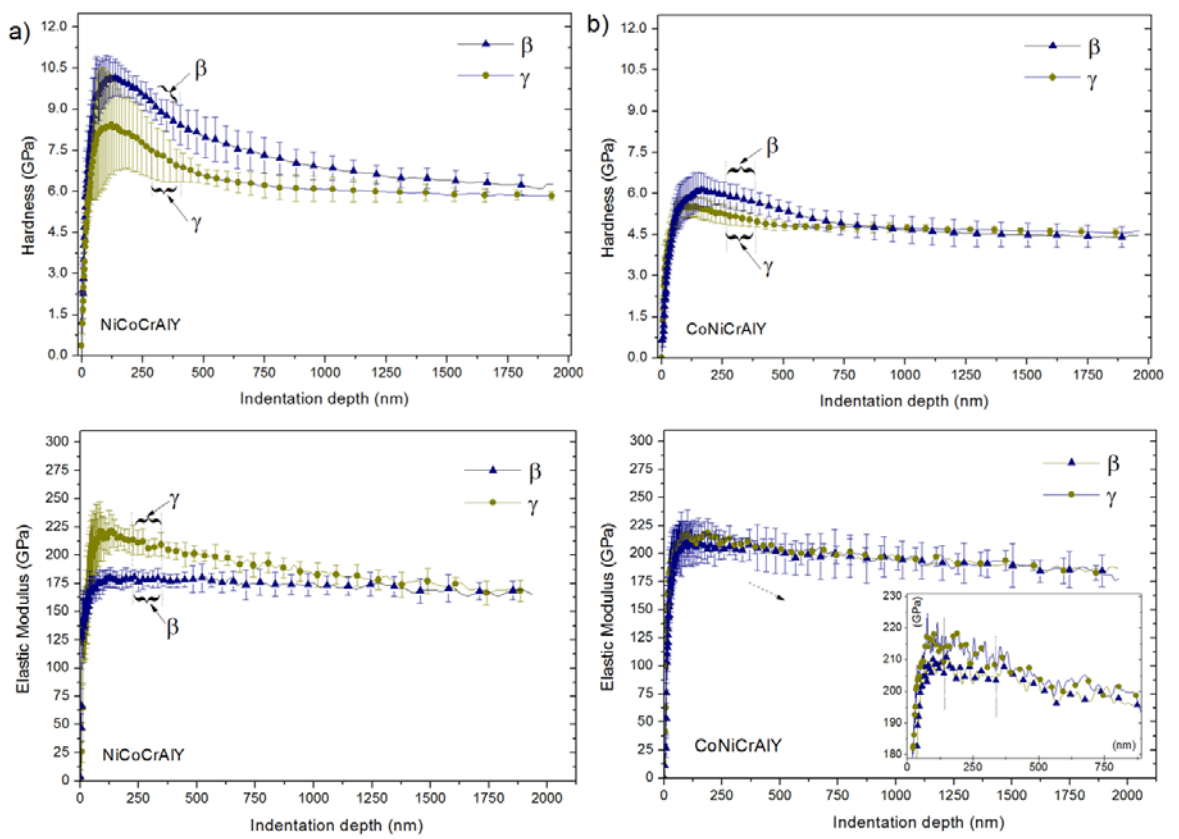 a)
12.0
10.5
9.0
7.5
6.0
4.5
3.0
1.5
0.0
Hardness (GPa)
β
γ
β
γ
NiCoCrAlY
0 250 500 750 1000 1250 1500 1750 2000
Indentation depth (nm)
b)
12.0
10.5
9.0
7.5
6.0
4.5
3.0
1.5
0.0
Hardness (GPa)
β
γ
β
γ
CoNiCrAlY
0 250 500 750 1000 1250 1500 1750 2000
Indentation depth (nm)
300
275
250
225
200
175
150
125
100
75
50
25
0
Elastic Modulus (GPa)
β
γ
γ
β
NiCoCrAlY
0 250 500 750 1000 1250 1500 1750 2000
Indentation depth (nm)
300
275
250
225
200
175
150
125
100
75
50
25
0
Elastic Modulus (GPa)
β
γ
230
220
210
200
190
180
(GPa)
0 250 500 750
(nm)
CoNiCrAlY
0 250 500 750 1000 1250 1500 1750 2000
Indentation depth (nm)